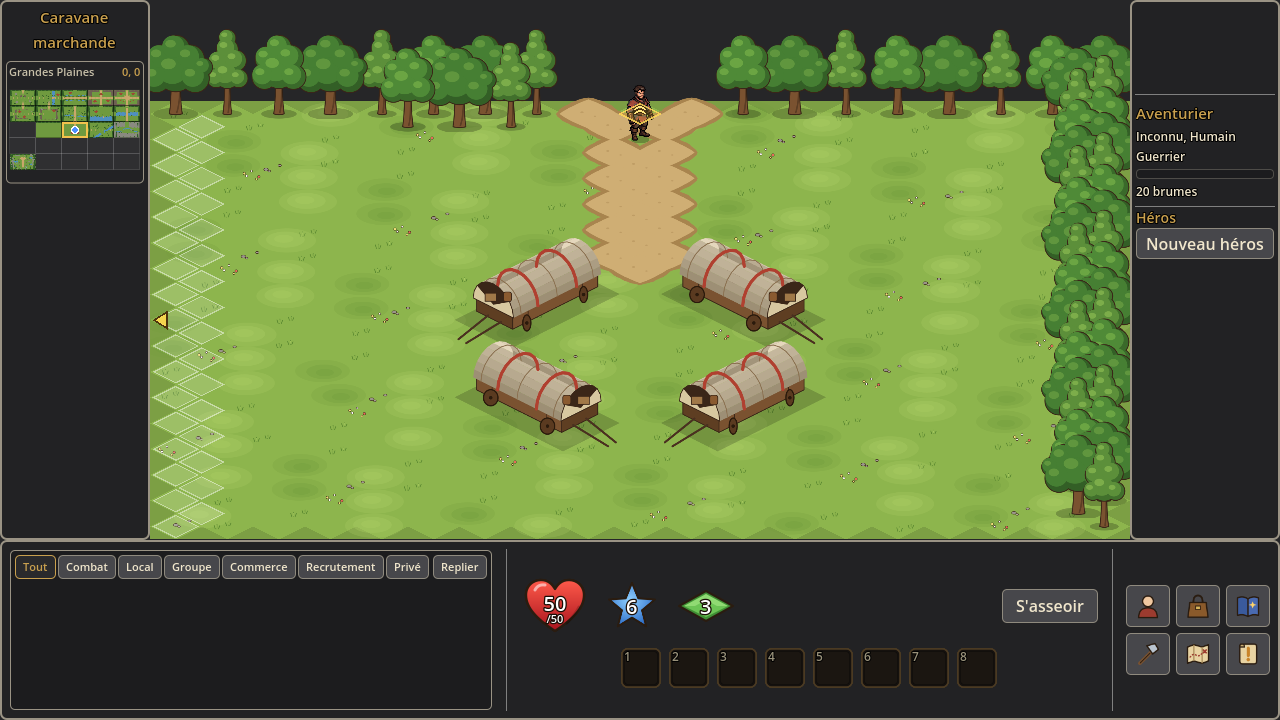 Caravane
marchande
Grandes Plaines 0, 0
Aventurier
Inconnu, Humain
Guerrier
20 brumes
Héros
Nouveau héros
Tout Combat Local Groupe Commerce Recrutement Privé Replier
50
/50
6
3
S'asseoir
1 2 3 4 5 6 7 8